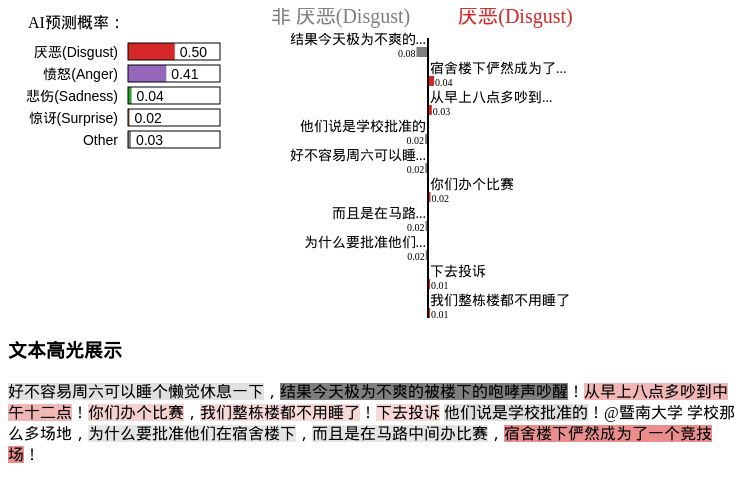 AI预测概率：
厌恶(Disgust) 0.50
愤怒(Anger) 0.41
悲伤(Sadness) 0.04
惊讶(Surprise) 0.02
Other 0.03
非 厌恶(Disgust) 厌恶(Disgust)
结果今天极为不爽的...
0.08
宿舍楼下俨然成为了...
0.04
从早上八点多吵到...
0.03
他们说是学校批准的
0.02
好不容易周六可以睡...
0.02
你们办个比赛
0.02
而且是在马路...
0.02
为什么要批准他们...
0.02
下去投诉
0.01
我们整栋楼都不用睡了
0.01
文本高光展示
好不容易周六可以睡个懒觉休息一下，结果今天极为不爽的被楼下的咆哮声吵醒！从早上八点多吵到中
午十二点！你们办个比赛，我们整栋楼都不用睡了！下去投诉 他们说是学校批准的！@暨南大学 学校那
么多场地，为什么要批准他们在宿舍楼下，而且是在马路中间办比赛，宿舍楼下俨然成为了一个竞技
场！